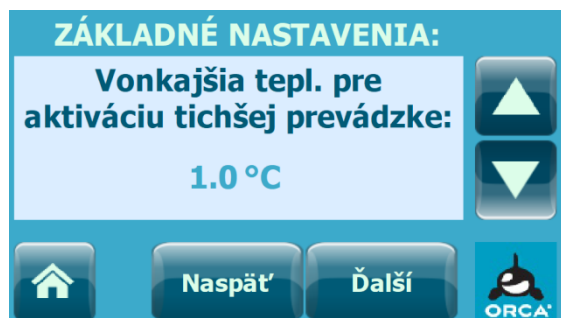 ZÁKLADNÉ NASTAVENIA:
Vonkajšia tepl. pre
aktiváciu tichšej prevádzke:
1.0 °C
Naspäť
Ďalší
ORCA